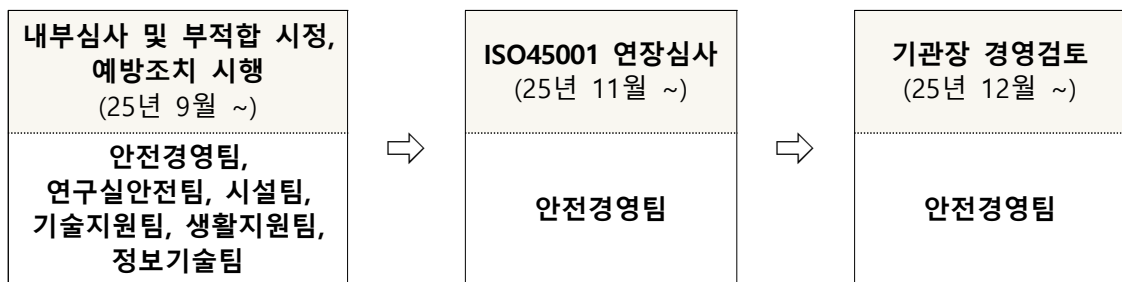 내부심사 및 부적합 시정,
예방조치 시행
(25년 9월 ~)
안전경영팀,
연구실안전팀, 시설팀,
기술지원팀, 생활지원팀,
정보기술팀
⇨
ISO45001 연장심사
(25년 11월 ~)
안전경영팀
⇨
기관장 경영검토
(25년 12월 ~)
안전경영팀